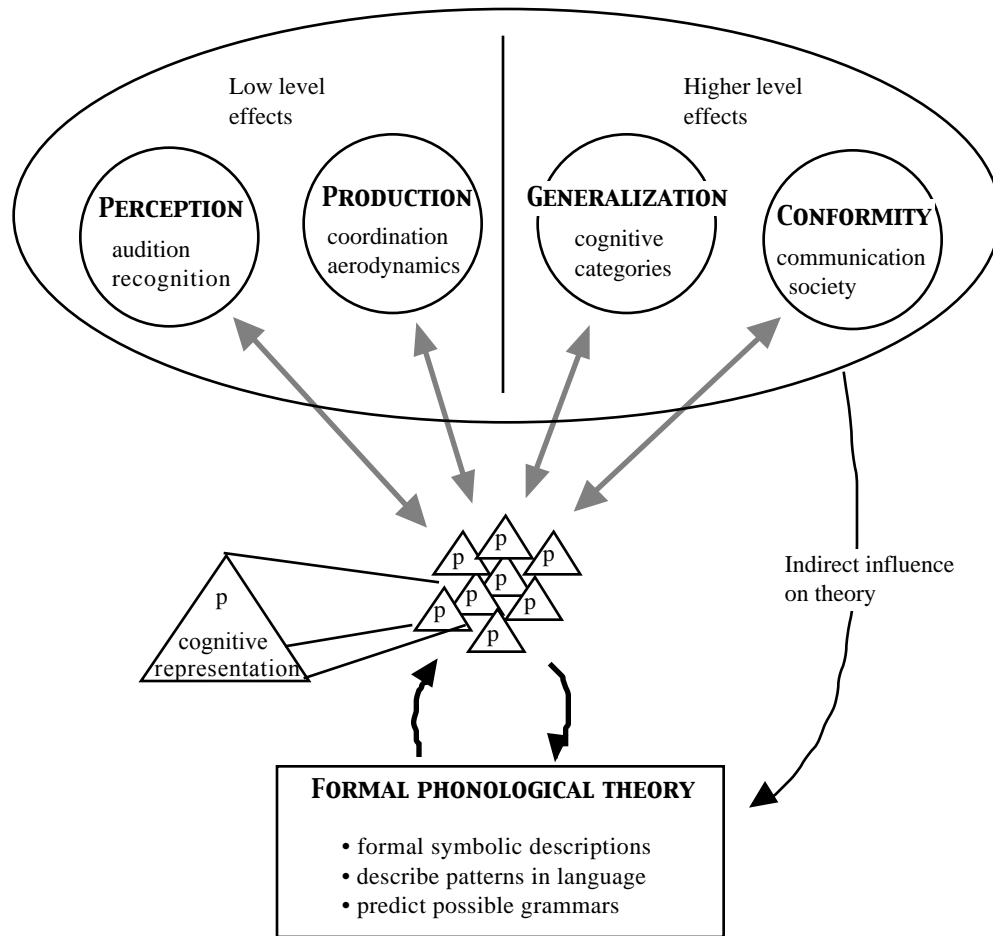 Low level
effects
Higher level
effects
PERCEPTION
audition
recognition
PRODUCTION
coordination
aerodynamics
GENERALIZATION
cognitive
categories
CONFORMITY
communication
society
p
p
p
p
p
p
p
p
p
cognitive
representation
Indirect influence
on theory
FORMAL PHONOLOGICAL THEORY
• formal symbolic descriptions
• describe patterns in language
• predict possible grammars